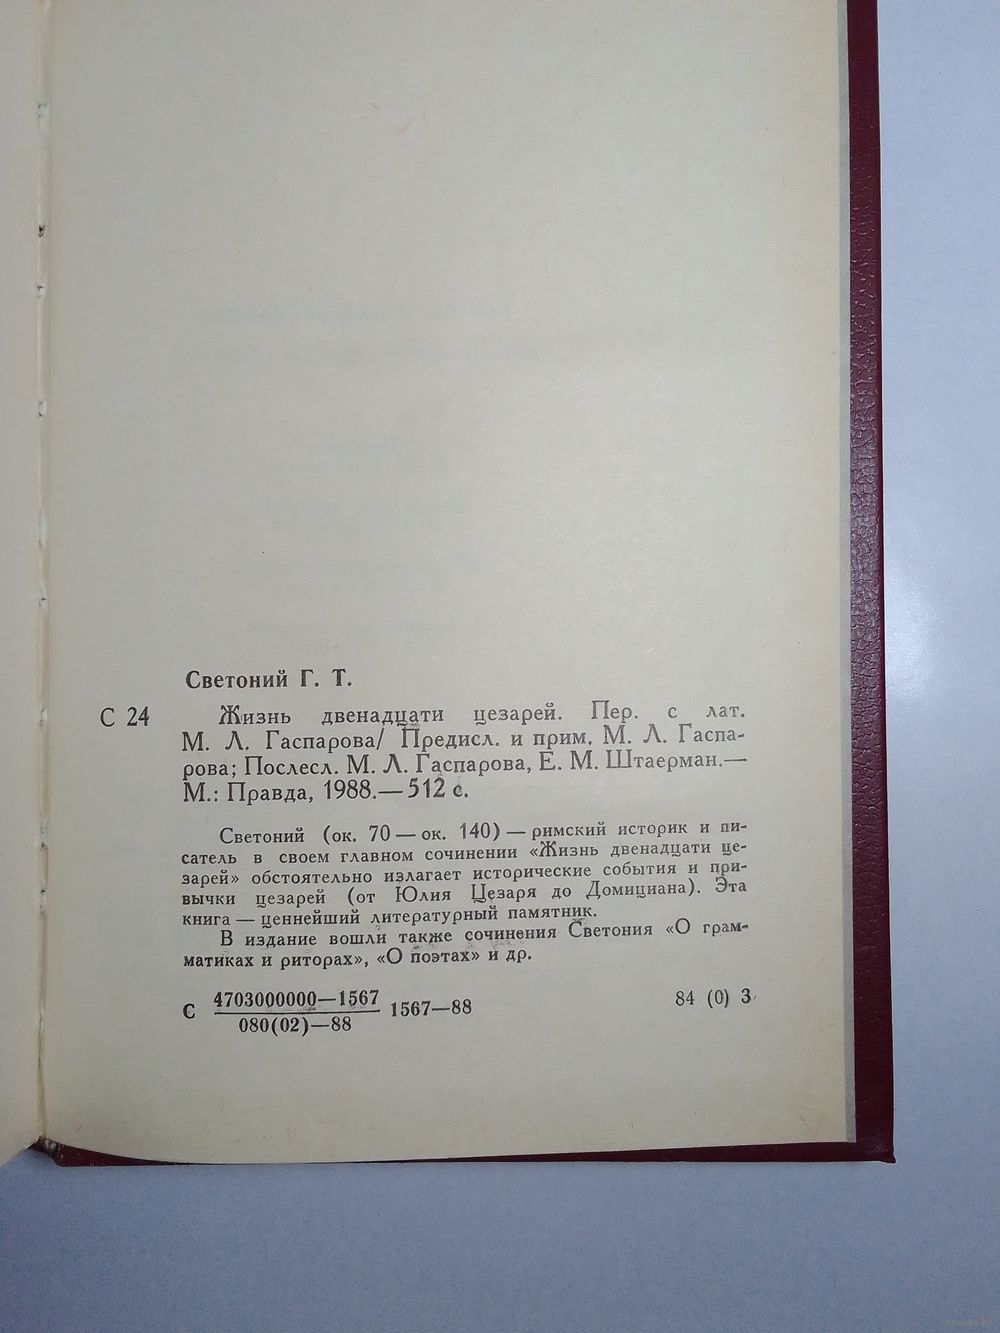 Светоний Г. Т.
С 24 Жизнь двенадцати цезарей. Пер. с лат.
М. Л. Гаспарова/ Предисл. и прим. М. Л. Гаспа-
рова; Послесл. М. Л. Гаспарова, Е. М. Штаерман.—
М.: Правда, 1988.—512 с.
Светоний (ок. 70 — ок. 140) — римский историк и пи-
сатель в своем главном сочинении «Жизнь двенадцати це-
зарей» обстоятельно излагает исторические события и при-
вычки цезарей (от Юлия Цезаря до Домициана). Эта
книга — ценнейший литературный памятник.
В издание вошли также сочинения Светония «О грам-
матиках и риторах», «О поэтах» и др.
С 4703000000—1567 1567—88 84 (0) 3
080(02)—88